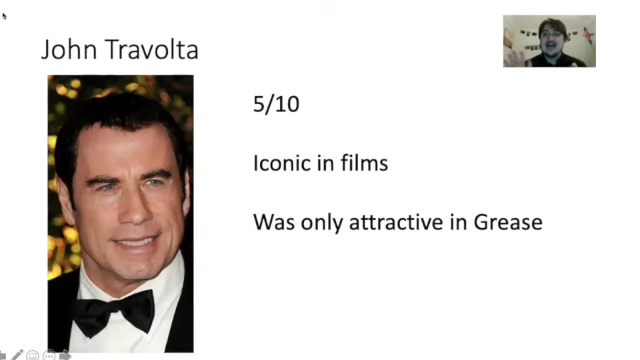 John Travolta
5/10
Iconic in films
Was only attractive in Grease